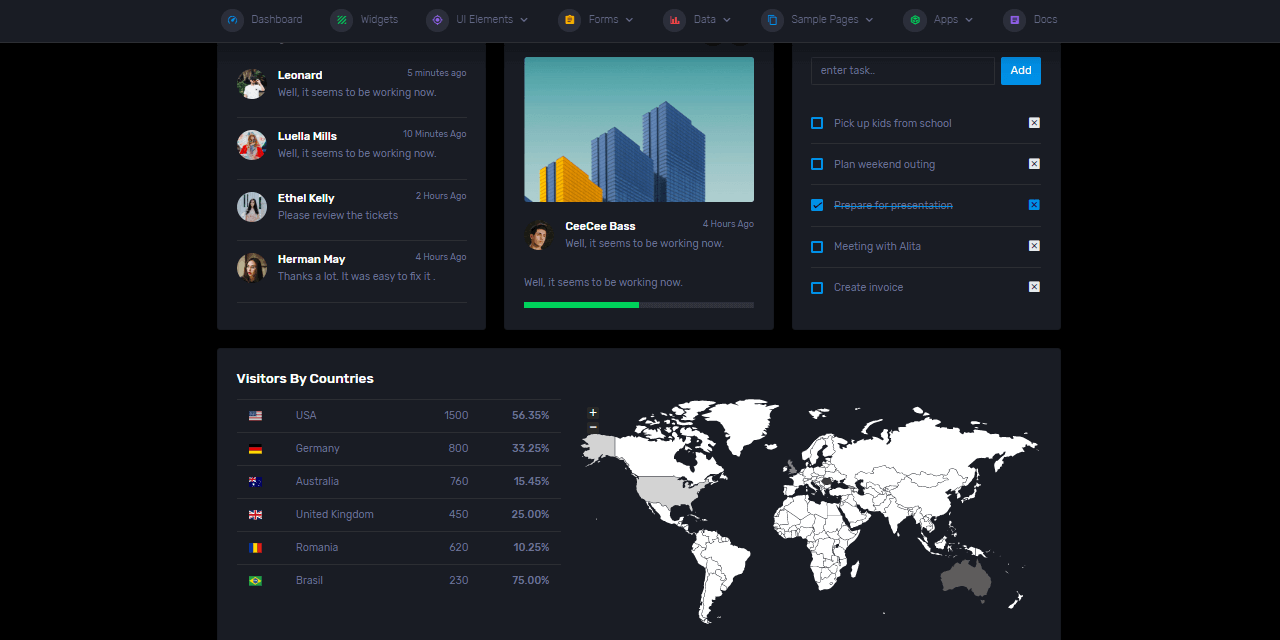 Dashboard Widgets UI Elements Forms Data Sample Pages Apps Docs
Leonard 5 minutes ago
Well, it seems to be working now.
Luella Mills 10 Minutes Ago
Well, it seems to be working now.
Ethel Kelly 2 Hours Ago
Please review the tickets
Herman May 4 Hours Ago
Thanks a lot. It was easy to fix it .
CeeCee Bass 4 Hours Ago
Well, it seems to be working now.
Well, it seems to be working now.
enter task.. Add
Pick up kids from school
Plan weekend outing
Prepare for presentation
Meeting with Alita
Create invoice
Visitors By Countries
USA 1500 56.35%
Germany 800 33.25%
Australia 760 15.45%
United Kingdom 450 25.00%
Romania 620 10.25%
Brasil 230 75.00%
+
−